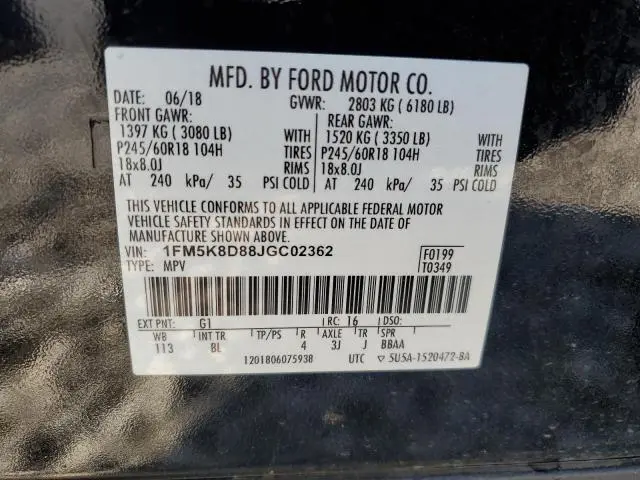 MFD. BY FORD MOTOR CO.
DATE: 06/18 GVWR: 2803 KG ( 6180 LB)
FRONT GAWR: REAR GAWR:
1397 KG ( 3080 LB) WITH 1520 KG ( 3350 LB) WITH
P245/60R18 104H TIRES P245/60R18 104H TIRES
18x8.0J RIMS 18x8.0J RIMS
AT 240 kPa/ 35 PSI COLD AT 240 kPa/ 35 PSI COLD
THIS VEHICLE CONFORMS TO ALL APPLICABLE FEDERAL MOTOR
VEHICLE SAFETY STANDARDS IN EFFECT ON THE DATE OF
MANUFACTURE SHOWN ABOVE.
VIN: 1FM5K8D88JGC02362 F0199
TYPE: MPV T0349
EXT PNT: G1 RC: 16 DSO:
WB INT TR TP/PS R AXLE TR SPR
113 8L 4 3J J BBAA
1201806075938 UTC 5U5A-1520472-BA